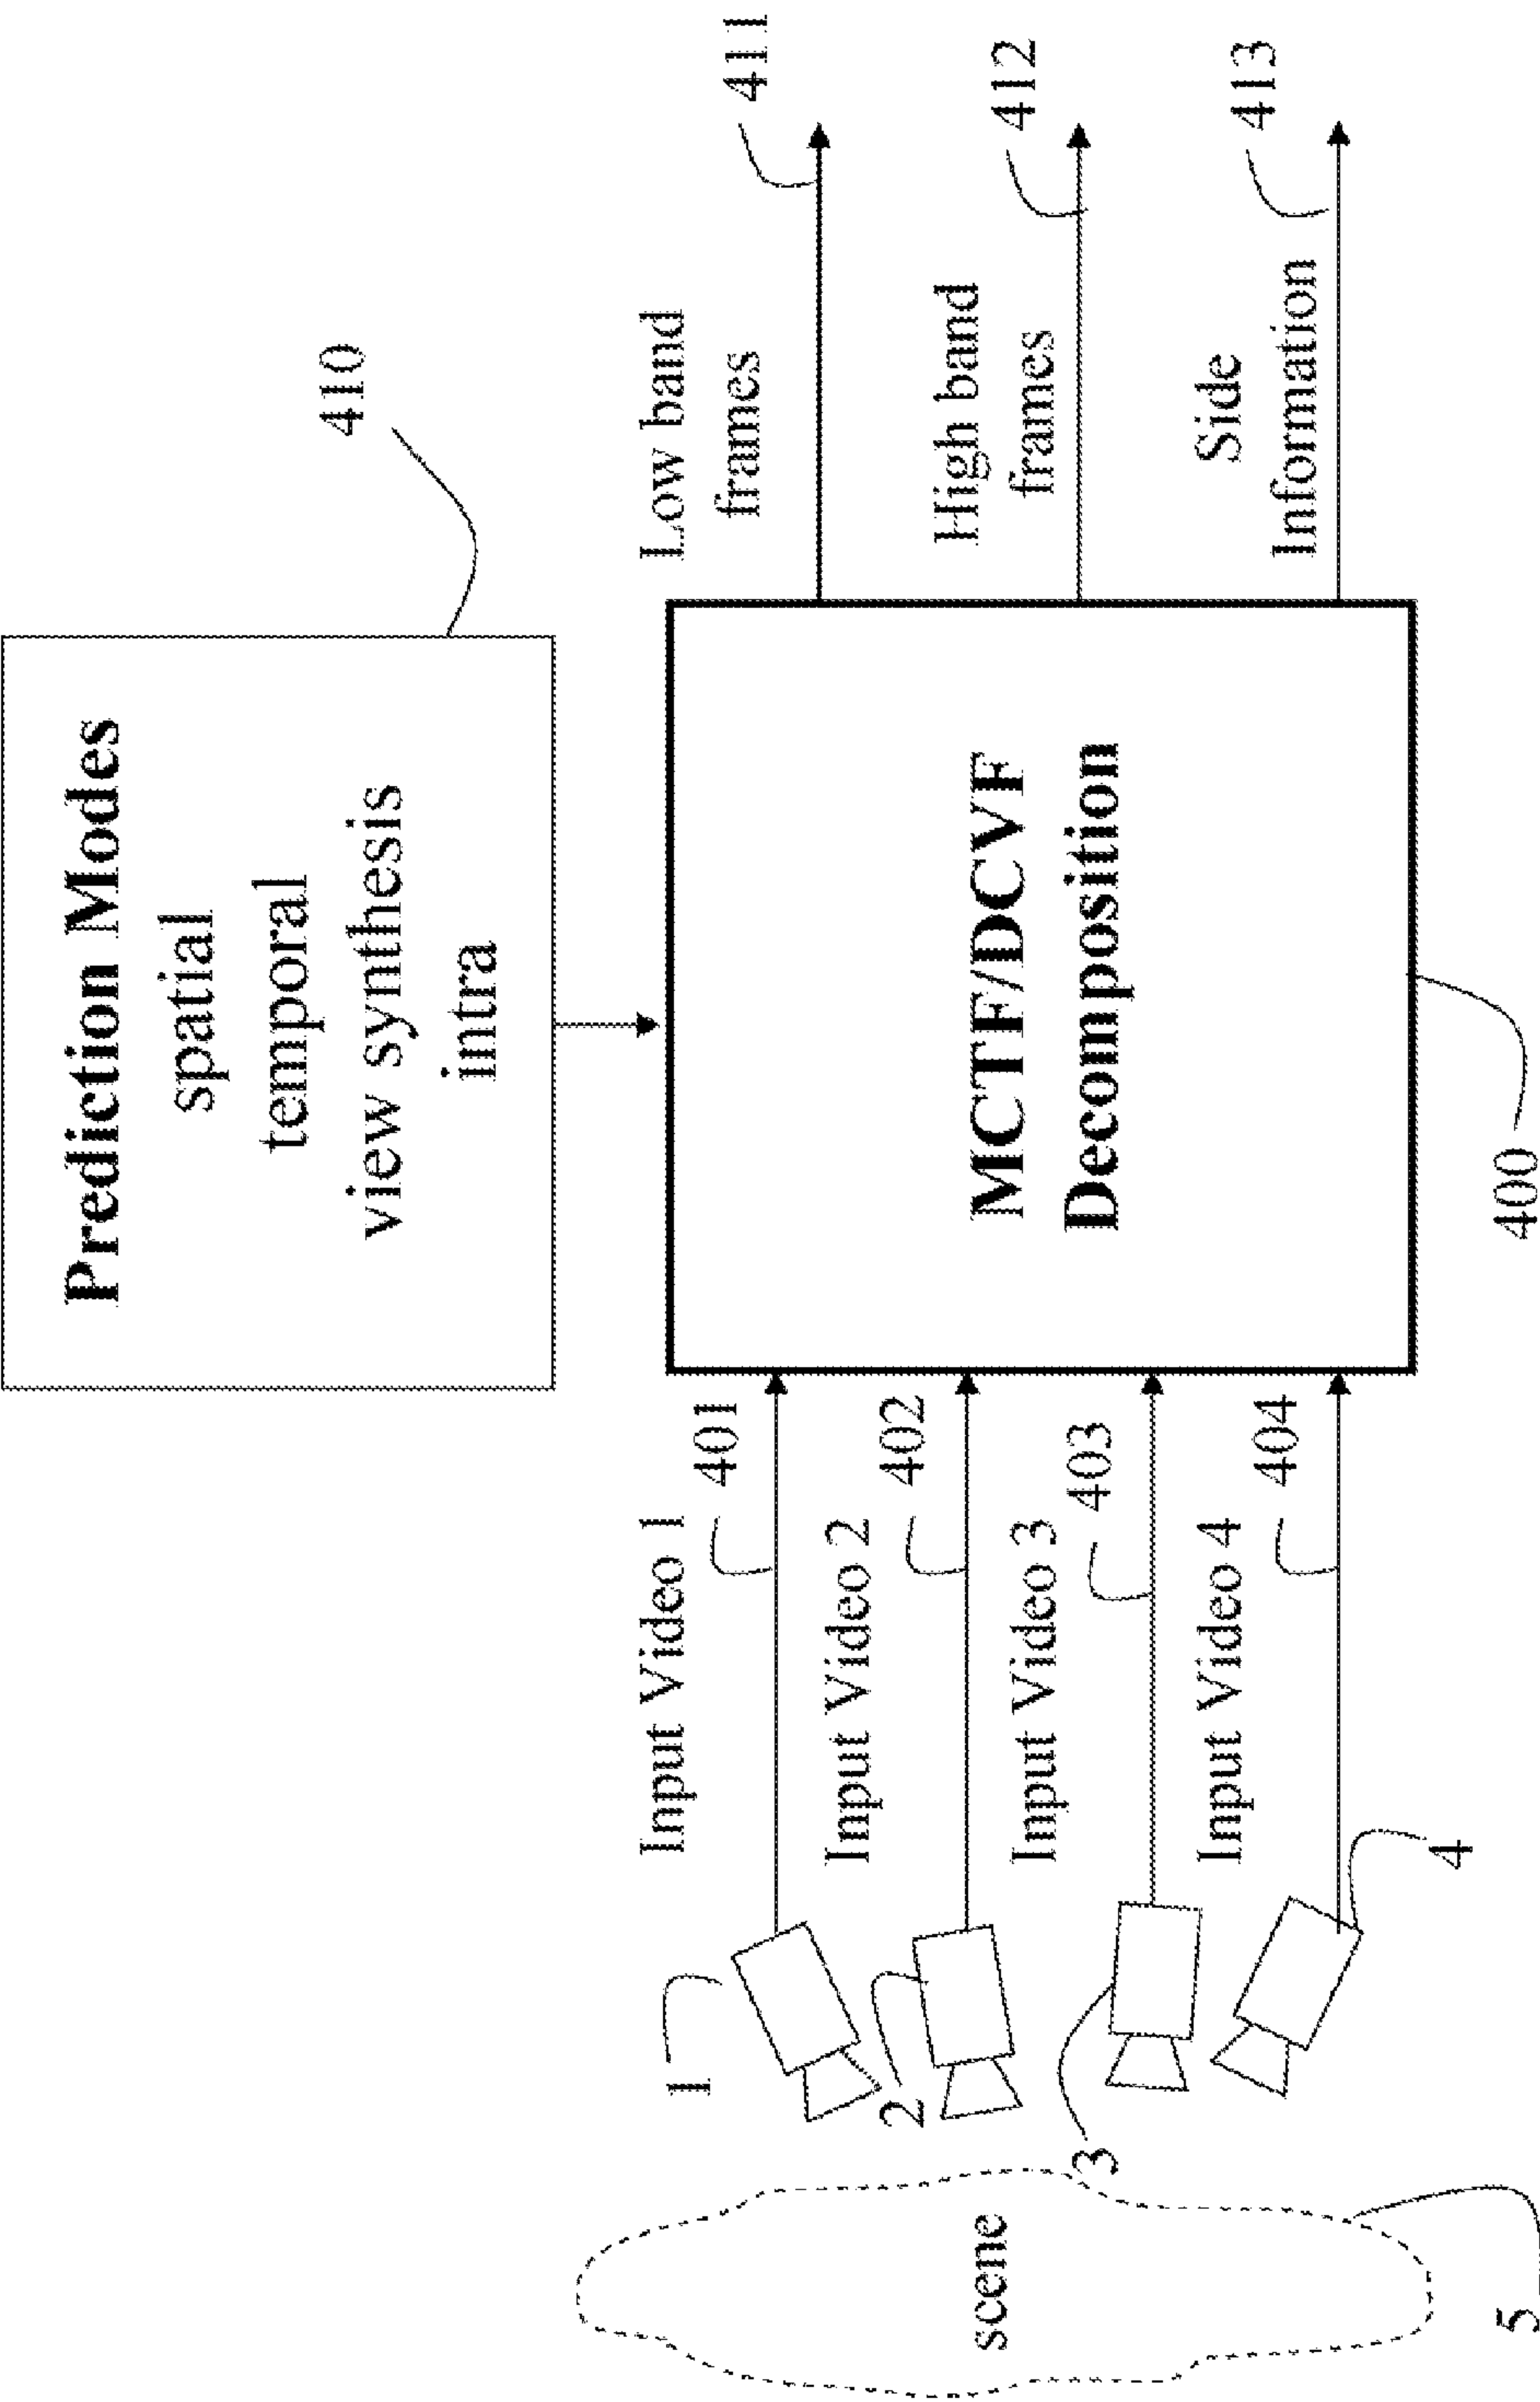 Prediction Modes
spatial
temporal
view synthesis
intra
410
Input Video 1
401
Input Video 2
402
Input Video 3
403
Input Video 4
404
1
2
3
4
scene
5
MCTF/DCVF
Decomposition
400
Low band
frames
411
High band
frames
412
Side
Information
413